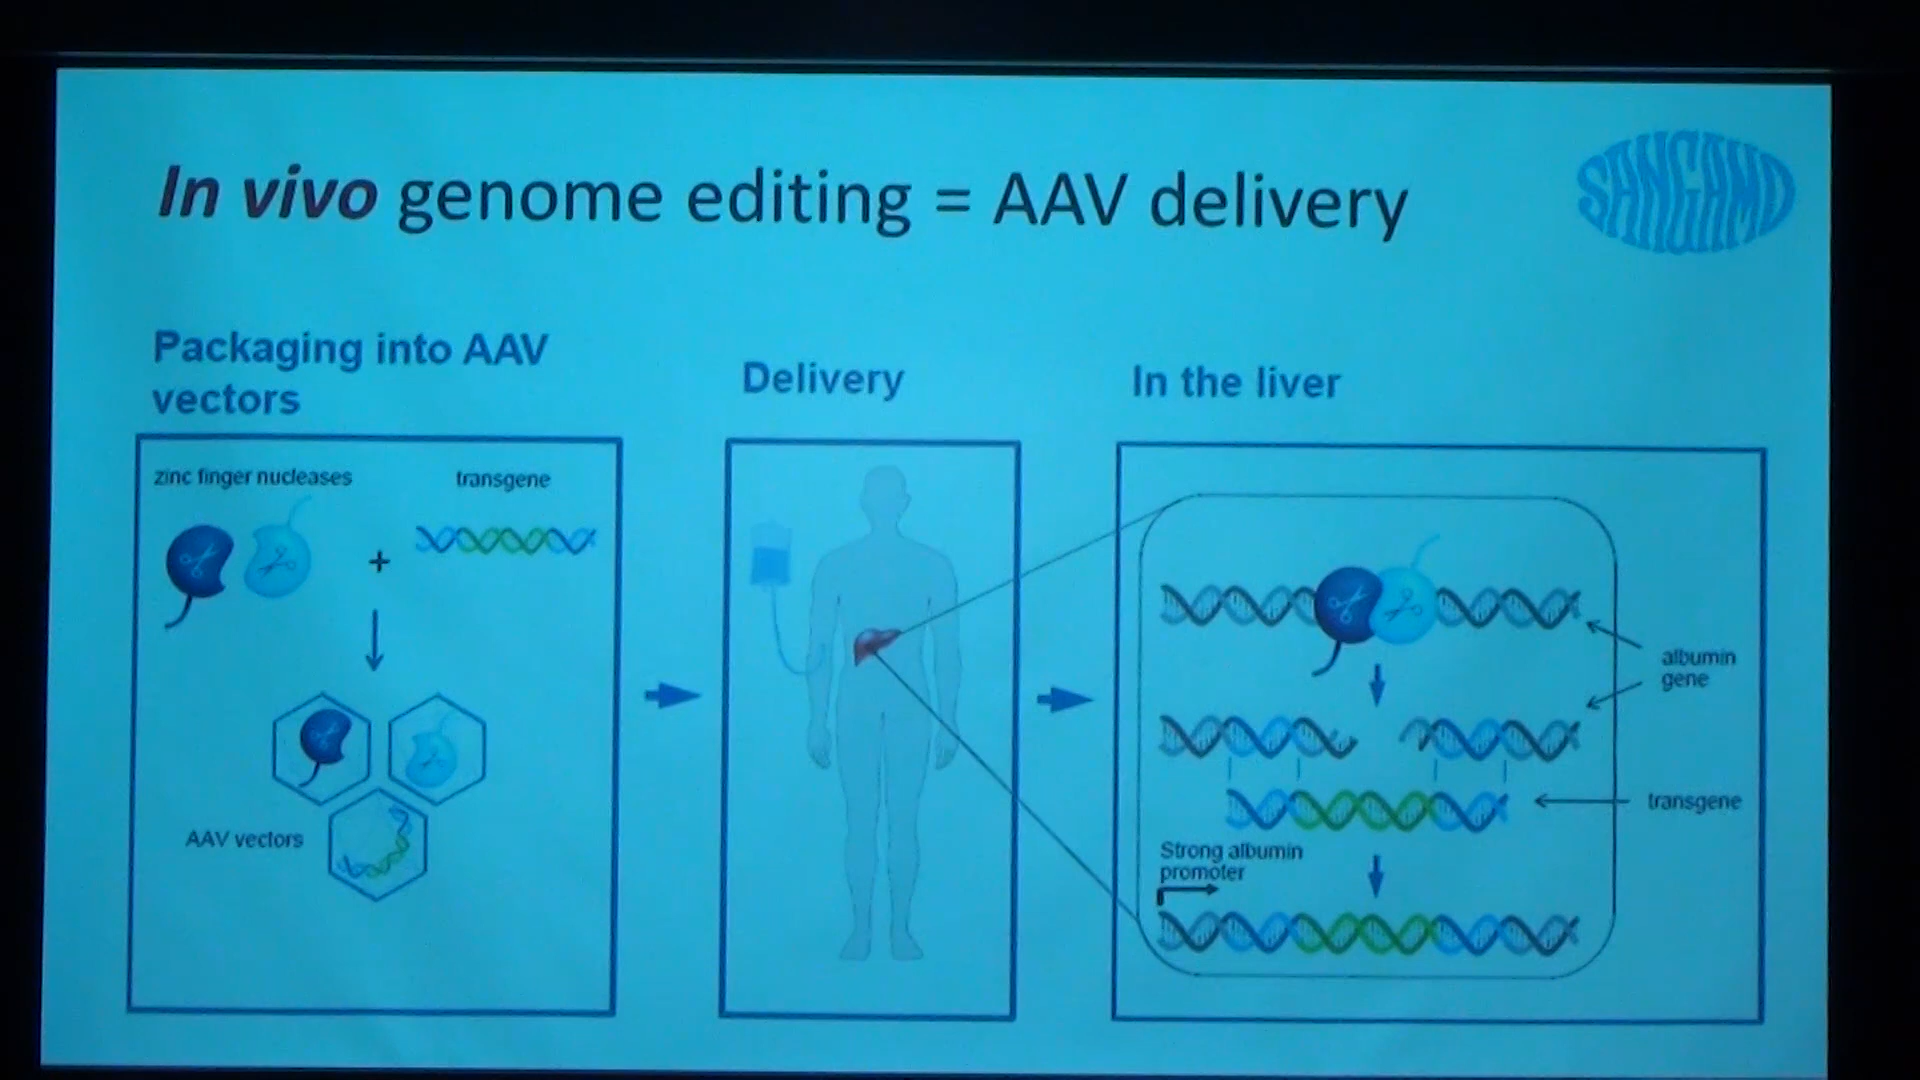 In vivo genome editing = AAV delivery
SANGAMO
Packaging into AAV
vectors
zinc finger nucleases
transgene
+
AAV vectors
Delivery
In the liver
albumin
gene
transgene
Strong albumin
promoter